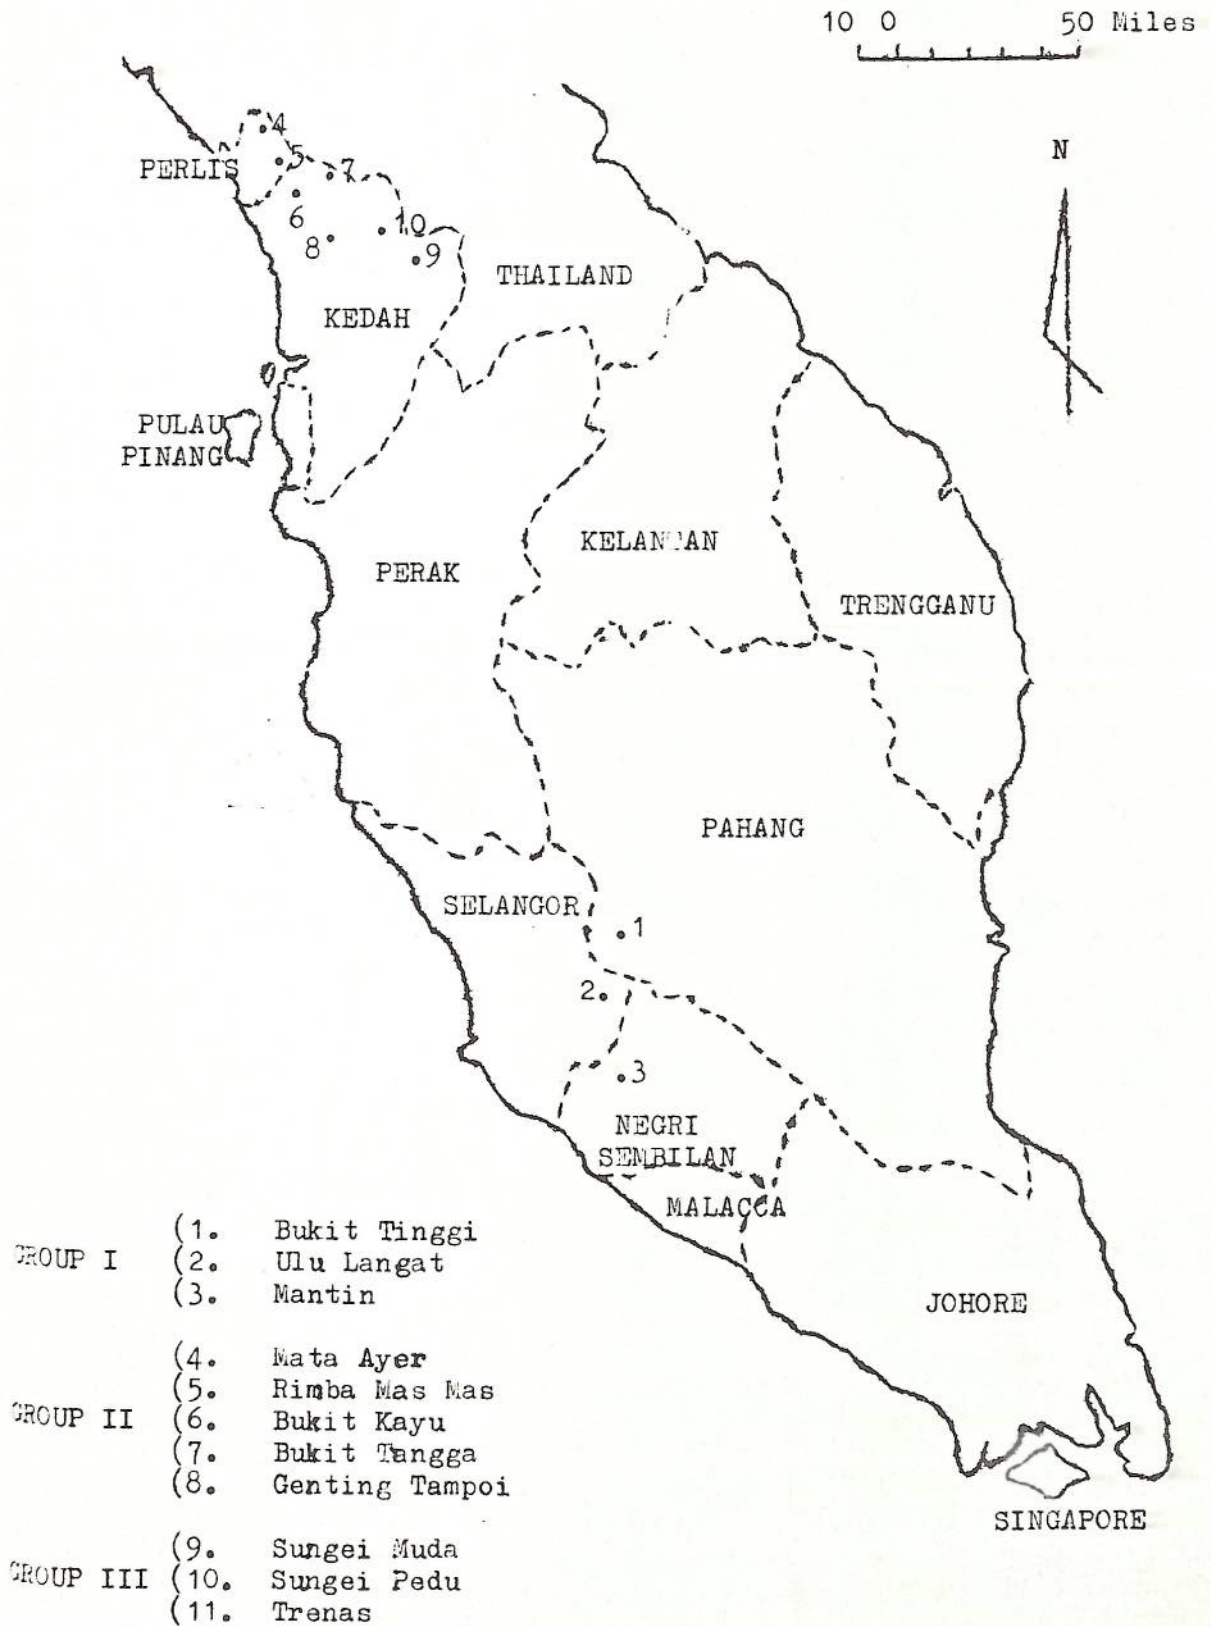 10 0 50 Miles
N
4
PERLIS 5 7
6
8 10
9
THAILAND
KEDAH
PULAU
PINANG
KELANTAN
PERAK
TRENGGANU
PAHANG
SELANGOR
1
2.
3
NEGRI
SEMBILAN
MALACCA
JOHORE
SINGAPORE
(1. Bukit Tinggi
GROUP I (2. Ulu Langat
(3. Mantin
(4. Mata Ayer
(5. Rimba Mas Mas
GROUP II (6. Bukit Kayu
(7. Bukit Tangga
(8. Genting Tampoi
(9. Sungei Muda
GROUP III (10. Sungei Pedu
(11. Trenas